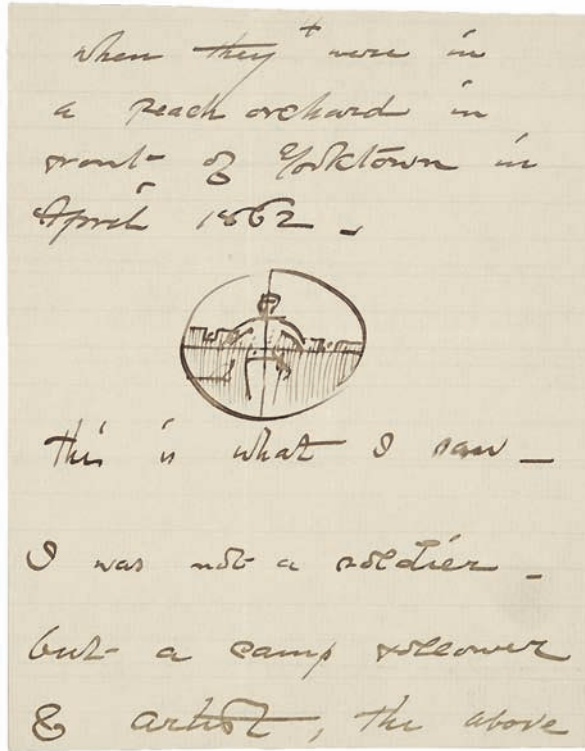 when they were in
a peach orchard in
front of Yorktown in
April 1862 -
this is what I saw -
I was not a soldier -
but a camp follower
& artist, the above